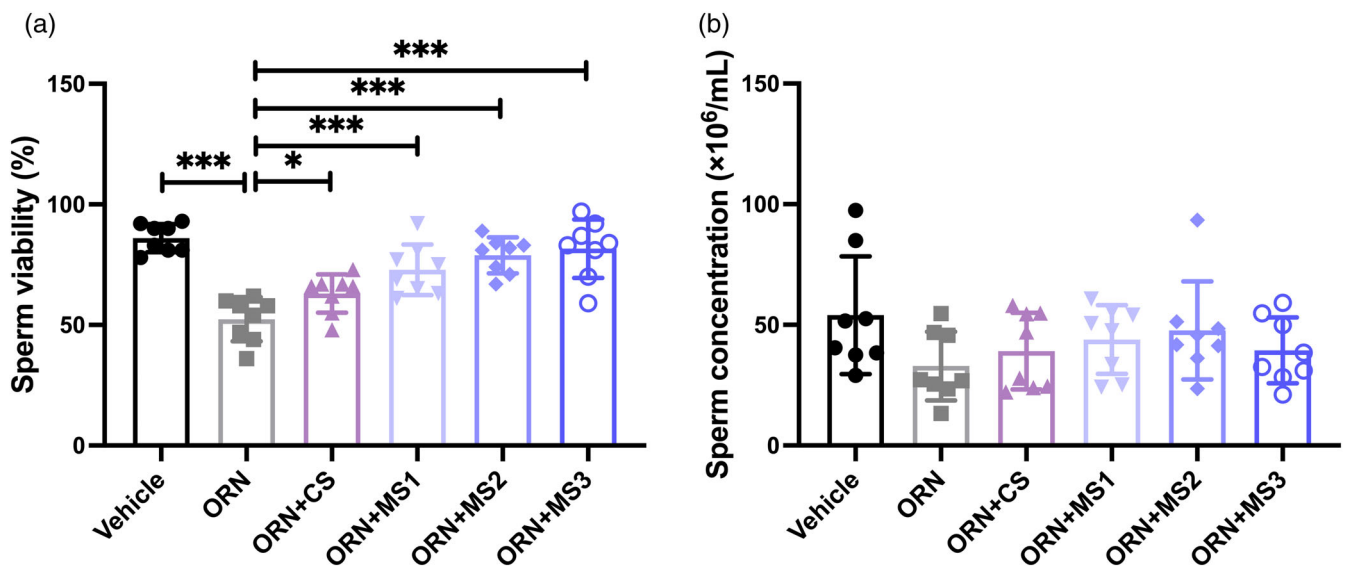 (a)
***
***
***
***
*
Sperm viability (%)
150
100
50
0
Vehicle
ORN
ORN+CS
ORN+MS1
ORN+MS2
ORN+MS3
(b)
Sperm concentration (×10⁶/mL)
150
100
50
0
Vehicle
ORN
ORN+CS
ORN+MS1
ORN+MS2
ORN+MS3